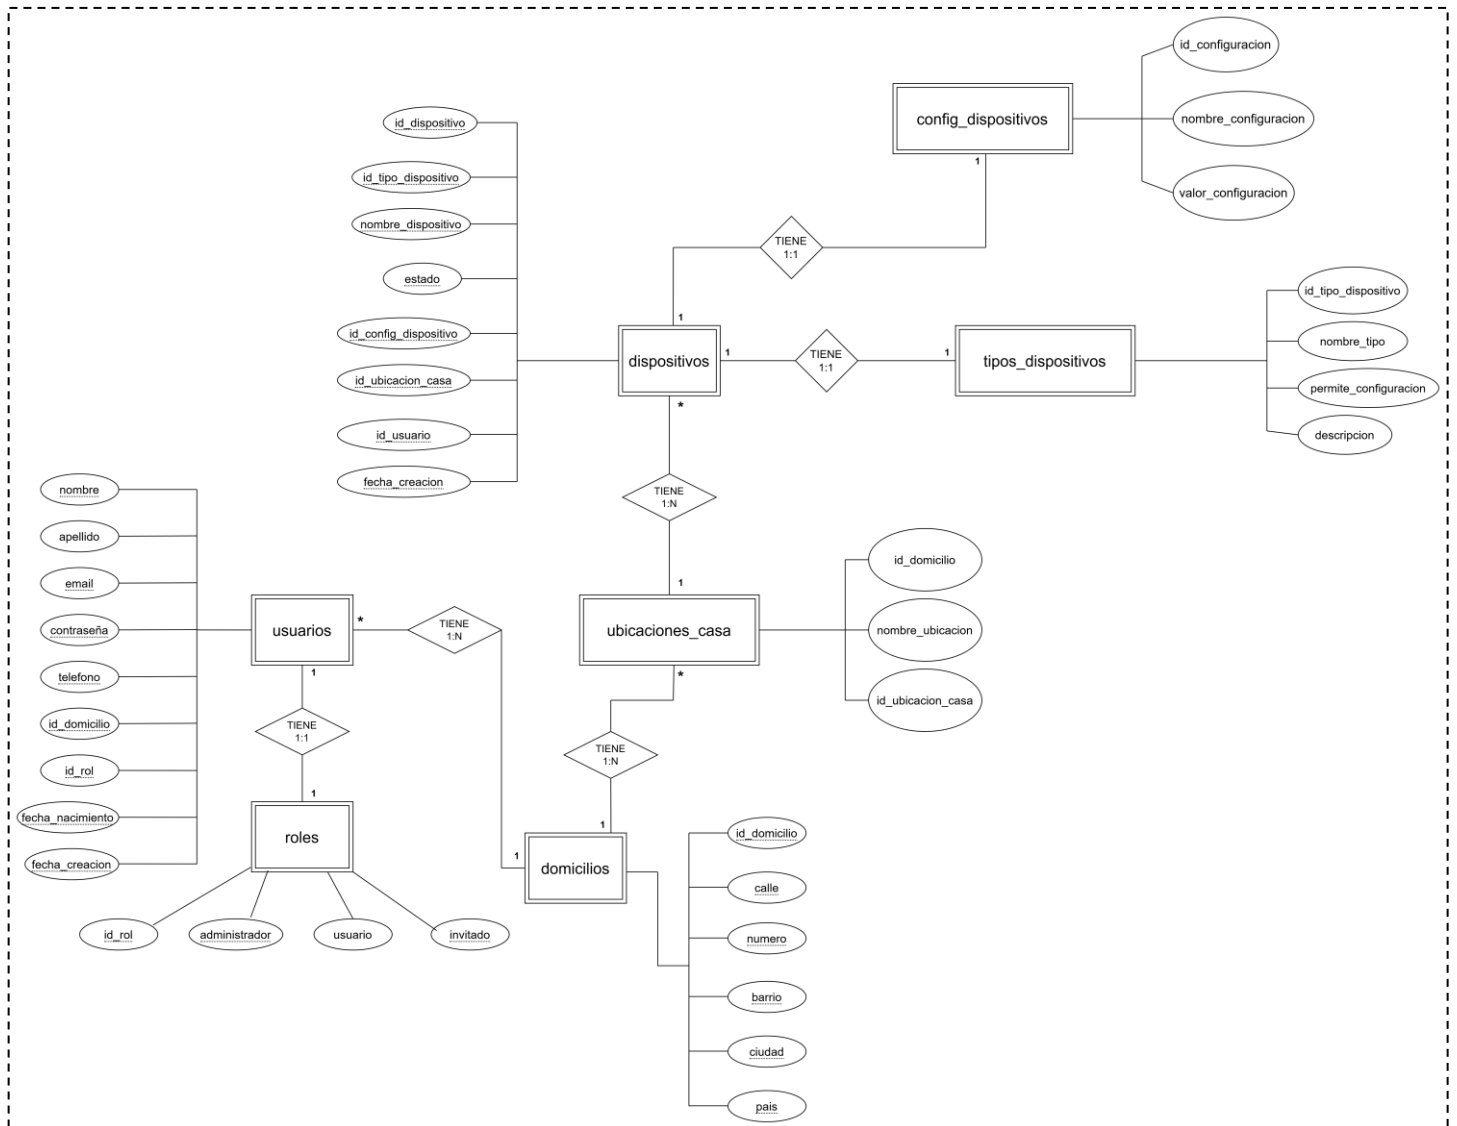 id_configuracion
config_dispositivos
nombre_configuracion
valor_configuracion
1
TIENE
1:1
1
id_dispositivo
id_tipo_dispositivo
nombre_dispositivo
estado
id_config_dispositivo
id_ubicacion_casa
id_usuario
fecha_creacion
dispositivos
1
TIENE
1:1
1
tipos_dispositivos
id_tipo_dispositivo
nombre_tipo
permite_configuracion
descripcion
*
TIENE
1:N
1
ubicaciones_casa
id_domicilio
nombre_ubicacion
id_ubicacion_casa
*
TIENE
1:N
1
nombre
apellido
email
contraseña
telefono
id_domicilio
id_rol
fecha_nacimiento
fecha_creacion
usuarios
*
TIENE
1:N
1
1
TIENE
1:1
1
roles
id_rol
administrador
usuario
invitado
domicilios
id_domicilio
calle
numero
barrio
ciudad
pais